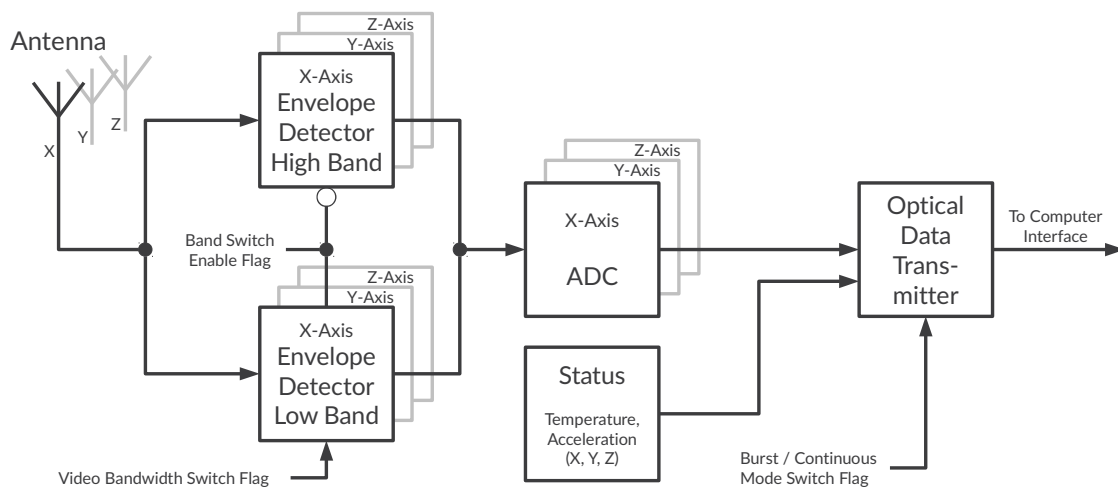 Antenna
X
Y
Z
Z-Axis
Y-Axis
X-Axis
Envelope
Detector
High Band
Band Switch
Enable Flag
Z-Axis
Y-Axis
X-Axis
Envelope
Detector
Low Band
Video Bandwidth Switch Flag
Z-Axis
Y-Axis
X-Axis
ADC
Status
Temperature,
Acceleration
(X, Y, Z)
Optical
Data
Trans-
mitter
To Computer
Interface
Burst / Continuous
Mode Switch Flag